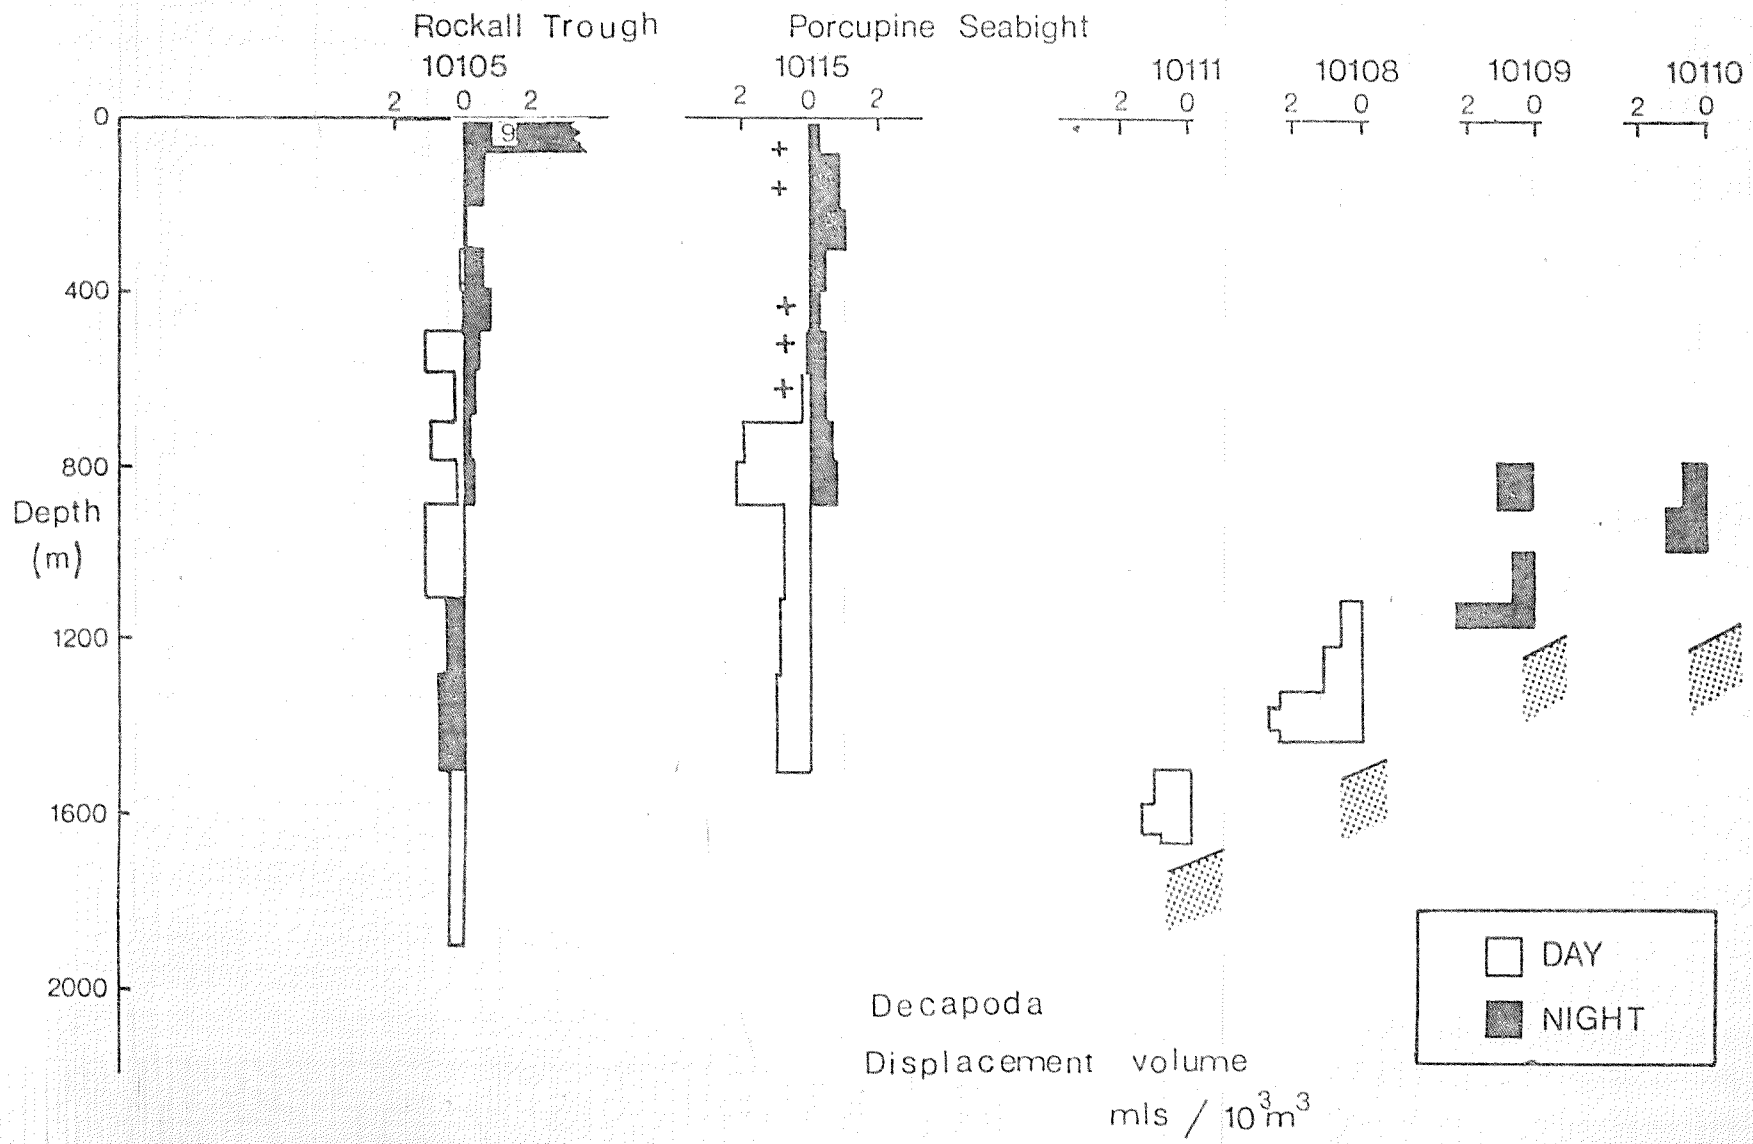 Rockall Trough Porcupine Seabight
10105 10115 10111 10108 10109 10110
2 0 2 2 0 2 2 0 2 0 2 0 2 0
0
9
400
800
Depth
(m)
1200
1600
2000
DAY
NIGHT
Decapoda
Displacement volume
mls / 10³m³